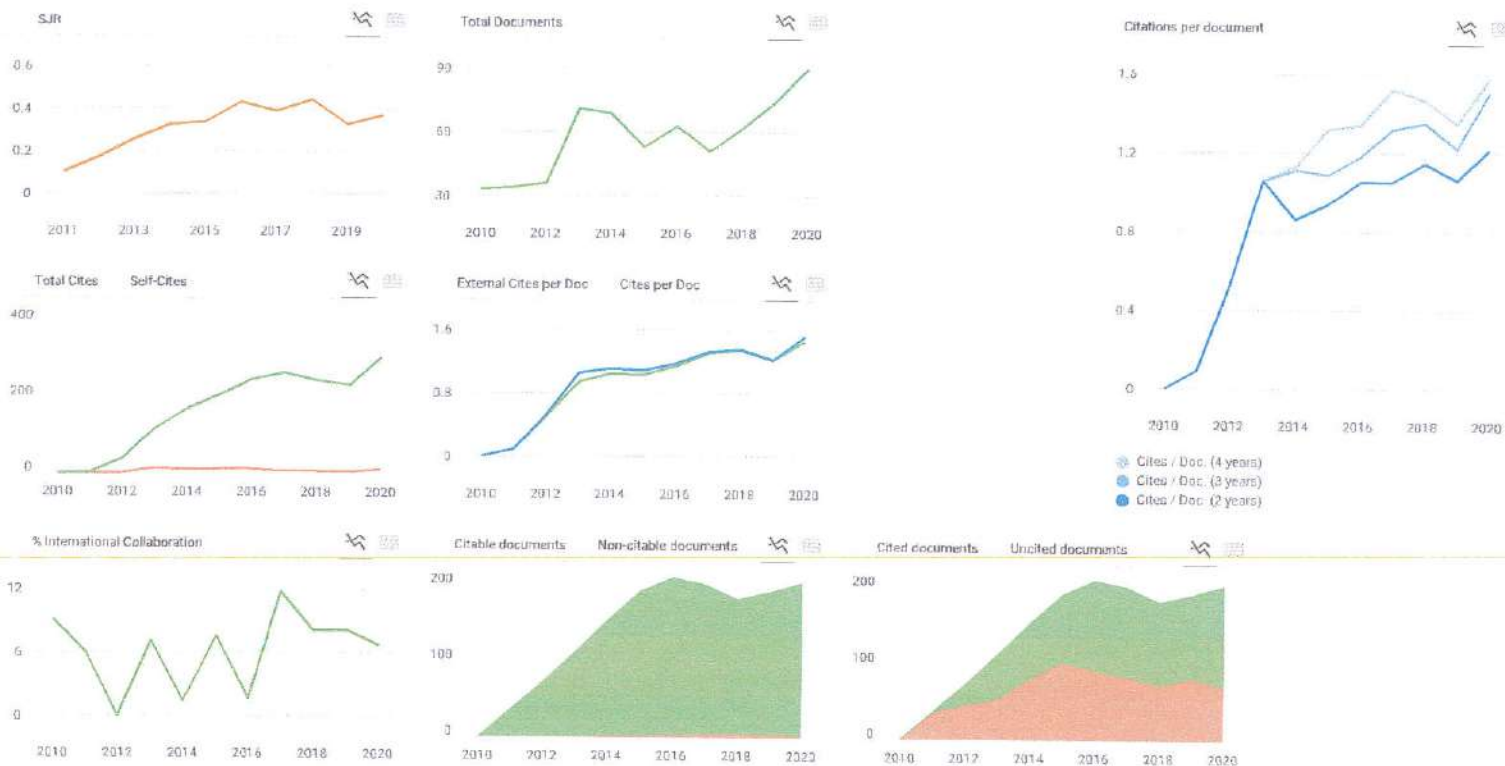 SJR
0.6
0.4
0.2
0
2011 2013 2015 2017 2019
Total Documents
90
60
30
2010 2012 2014 2016 2018 2020
Citations per document
1.6
1.2
0.8
0.4
0
2010 2012 2014 2016 2018 2020
Cites / Doc. (4 years)
Cites / Doc. (3 years)
Cites / Doc. (2 years)
Total Cites Self-Cites
400
200
0
2010 2012 2014 2016 2018 2020
External Cites per Doc Cites per Doc
1.6
0.8
0
2010 2012 2014 2016 2018 2020
% International Collaboration
12
6
0
2010 2012 2014 2016 2018 2020
Citable documents Non-citable documents
200
100
0
2010 2012 2014 2016 2018 2020
Cited documents Uncited documents
200
100
0
2010 2012 2014 2016 2018 2020